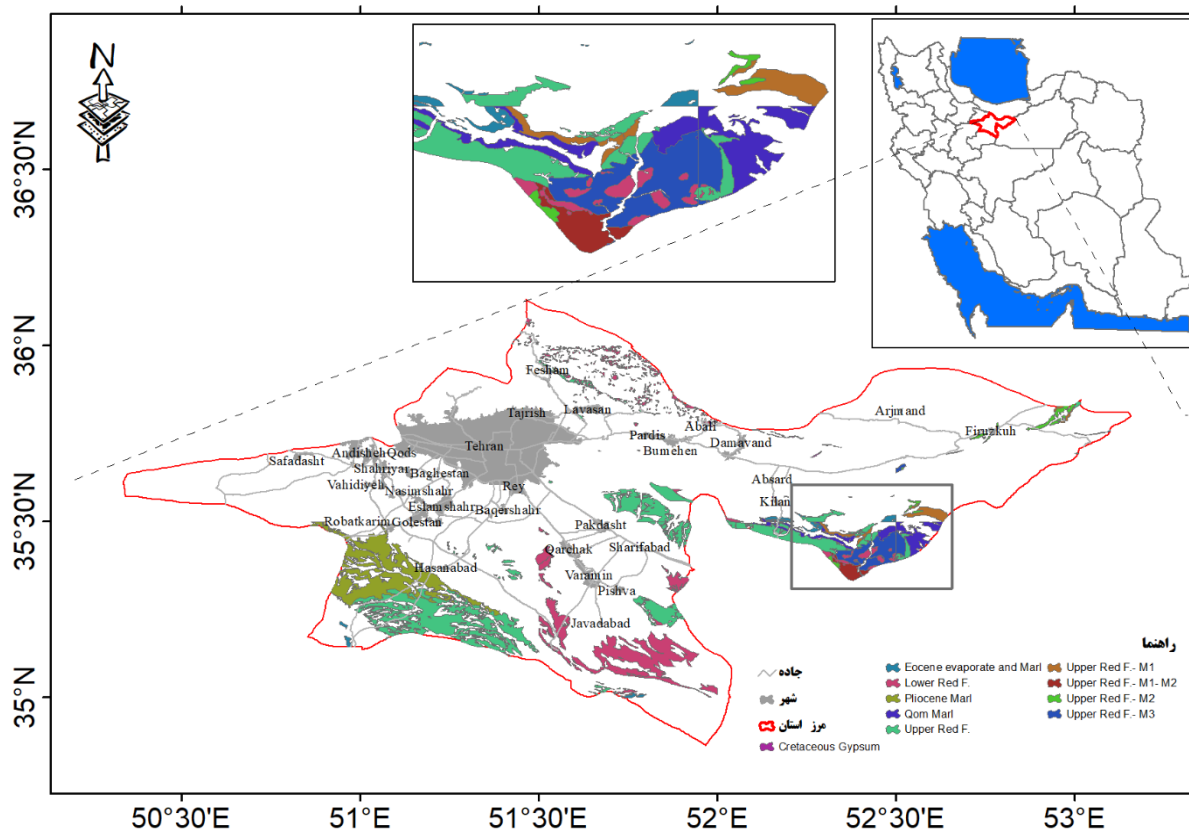 N
36°30'N
36°N
35°30'N
35°N
Fesham
Tajrish
Lavasan
Arjmand
Abali
Firuzkuh
Pardis
Tehran
Damavand
Bumehen
Andisheh
Qods
Safadasht
Shahriyar
Baghestan
Absard
Rey
Vahidiyeh
Nasimshahr
Kilan
Eslamshahr
Baqershahr
Robatkarim
Golestan
Pakdasht
Sharifabad
Qarchak
Hasanabad
Varamin
Pishva
Javadabad
راهنما
جاده
شهر
مرز استان
Cretaceous Gypsum
Eocene evaporate and Marl
Lower Red F.
Pliocene Marl
Qom Marl
Upper Red F.
Upper Red F.- M1
Upper Red F.- M1- M2
Upper Red F.- M2
Upper Red F.- M3
50°30'E
51°E
51°30'E
52°E
52°30'E
53°E